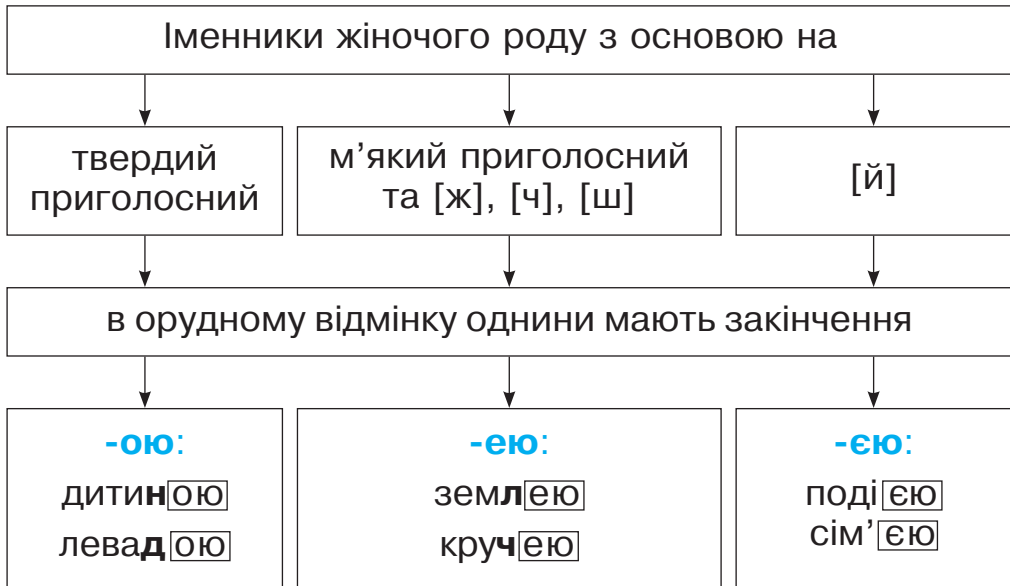 Іменники жіночого роду з основою на
твердий
приголосний
м’який приголосний
та [ж], [ч], [ш]
[й]
в орудному відмінку однини мають закінчення
-ою:
дитиною
левадою
-ею:
землею
кручею
-єю:
подією
сім’єю